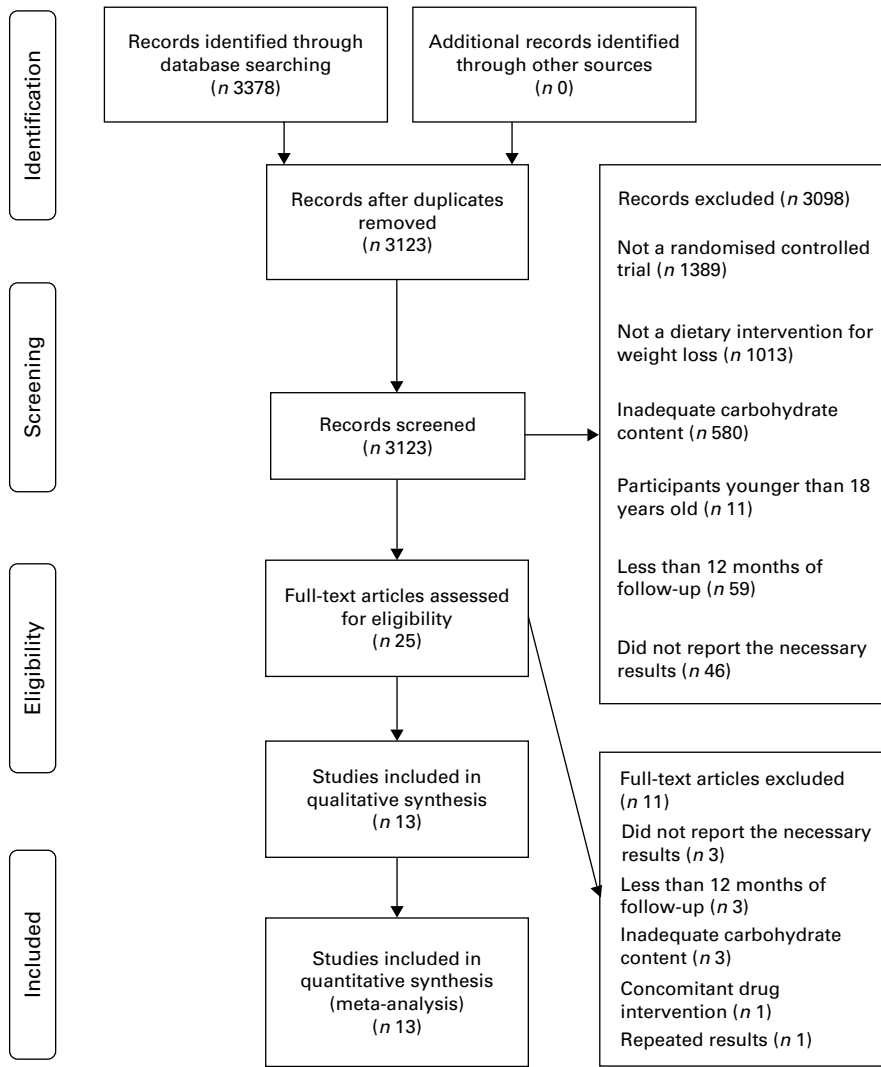 Identification
Records identified through
database searching
(n 3378)
Additional records identified
through other sources
(n 0)
Records after duplicates
removed
(n 3123)
Screening
Records screened
(n 3123)
Records excluded (n 3098)
Not a randomised controlled
trial (n 1389)
Not a dietary intervention for
weight loss (n 1013)
Inadequate carbohydrate
content (n 580)
Participants younger than 18
years old (n 11)
Less than 12 months of
follow-up (n 59)
Did not report the necessary
results (n 46)
Eligibility
Full-text articles assessed
for eligibility
(n 25)
Studies included in
qualitative synthesis
(n 13)
Full-text articles excluded
(n 11)
Did not report the necessary
results (n 3)
Less than 12 months of
follow-up (n 3)
Inadequate carbohydrate
content (n 3)
Concomitant drug
intervention (n 1)
Repeated results (n 1)
Included
Studies included in
quantitative synthesis
(meta-analysis)
(n 13)